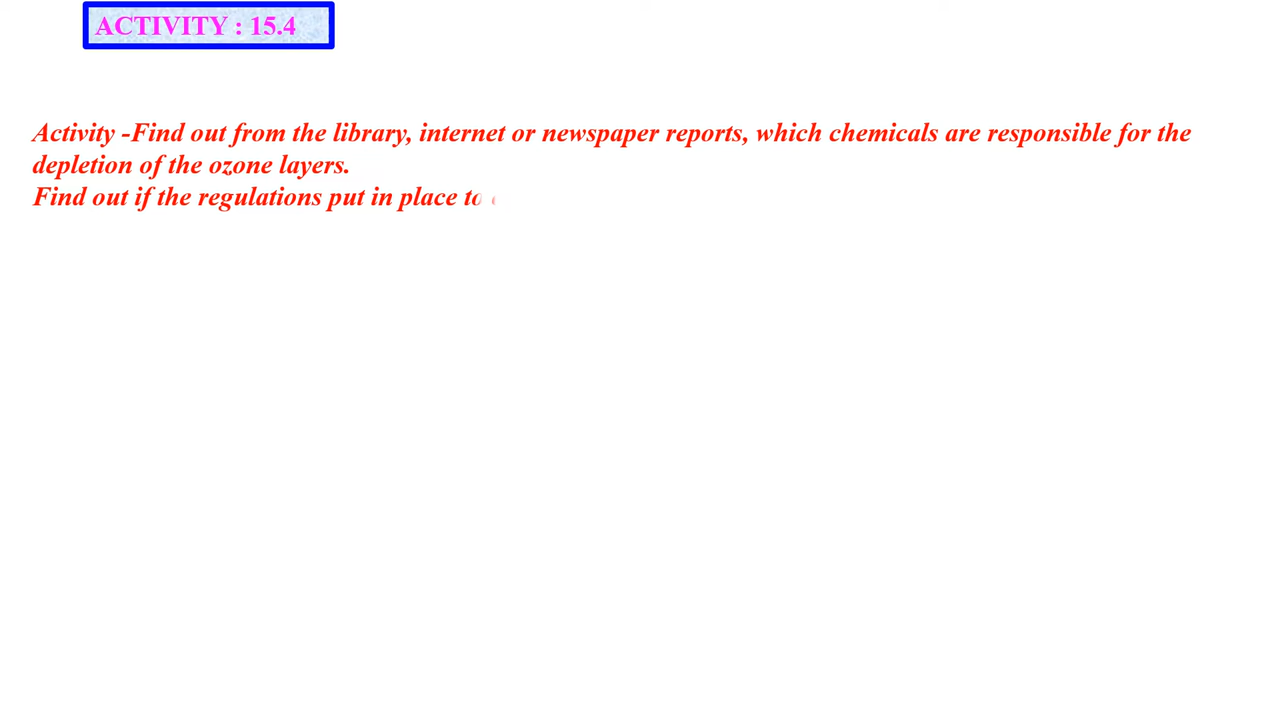 ACTIVITY : 15.4
Activity -Find out from the library, internet or newspaper reports, which chemicals are responsible for the
depletion of the ozone layers.
Find out if the regulations put in place to